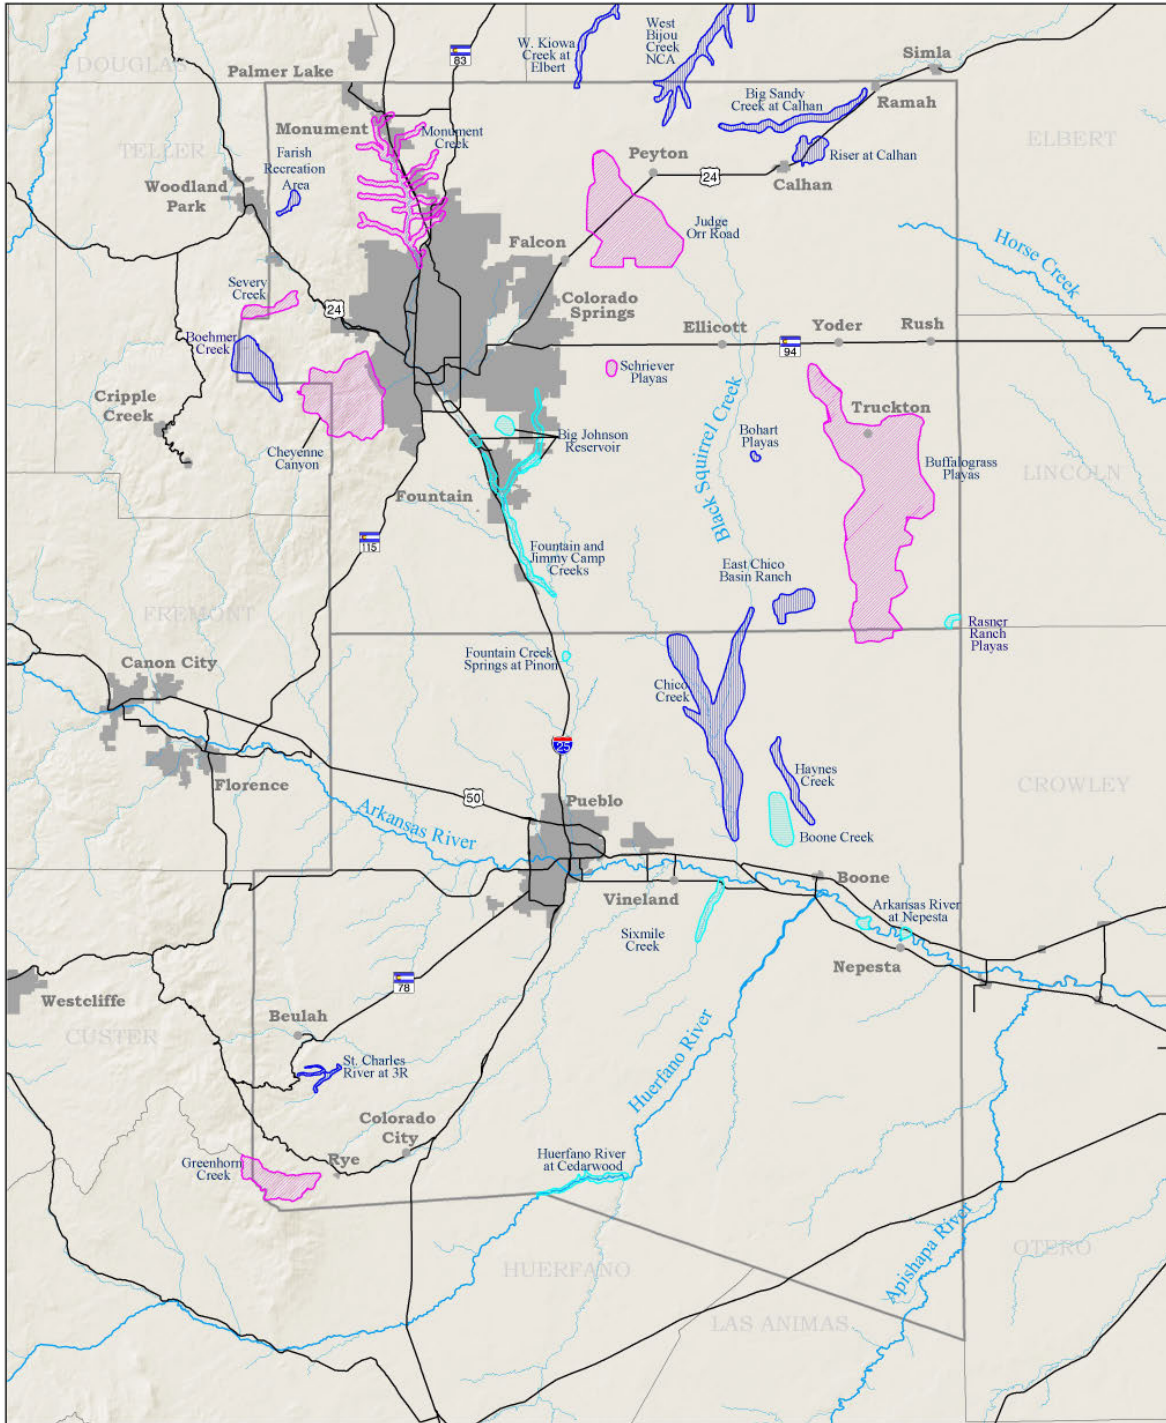 W. Kiowa
Creek at
Elbert
West
Bijou
Creek
NCA
83
Simla
DOUGLAS
Palmer Lake
Big Sandy
Creek at Calhan
Ramah
ELBERT
Monument
Monument
Creek
TELLER
Farish
Recreation
Area
Peyton
Riser at Calhan
24
Calhan
Woodland
Park
Judge
Orr Road
Falcon
Horse Creek
Severy
Creek
24
Colorado
Springs
Ellicott
Yoder
Rush
94
Boehmer
Creek
Schriever
Playas
Cripple
Creek
Black Squirrel Creek
Truckton
Bohart
Playas
Big Johnson
Reservoir
Cheyenne
Canyon
Buffalograss
Playas
LINCOLN
Fountain
115
Fountain and
Jimmy Camp
Creeks
East Chico
Basin Ranch
FREMONT
Rasner
Ranch
Playas
Canon City
Fountain Creek
Springs at Pinon
Chico
Creek
25
Haynes
Creek
Florence
CROWLEY
50
Pueblo
Arkansas River
Boone Creek
Boone
Vineland
Arkansas River
at Nepesta
Sixmile
Creek
Nepesta
78
Westcliffe
Beulah
CUSTER
St. Charles
River at 3R
Huerfano River
Colorado
City
Greenhorn
Creek
Rye
Huerfano River
at Cedarwood
Apishapa River
OTERO
HUERFANO
LAS ANIMAS